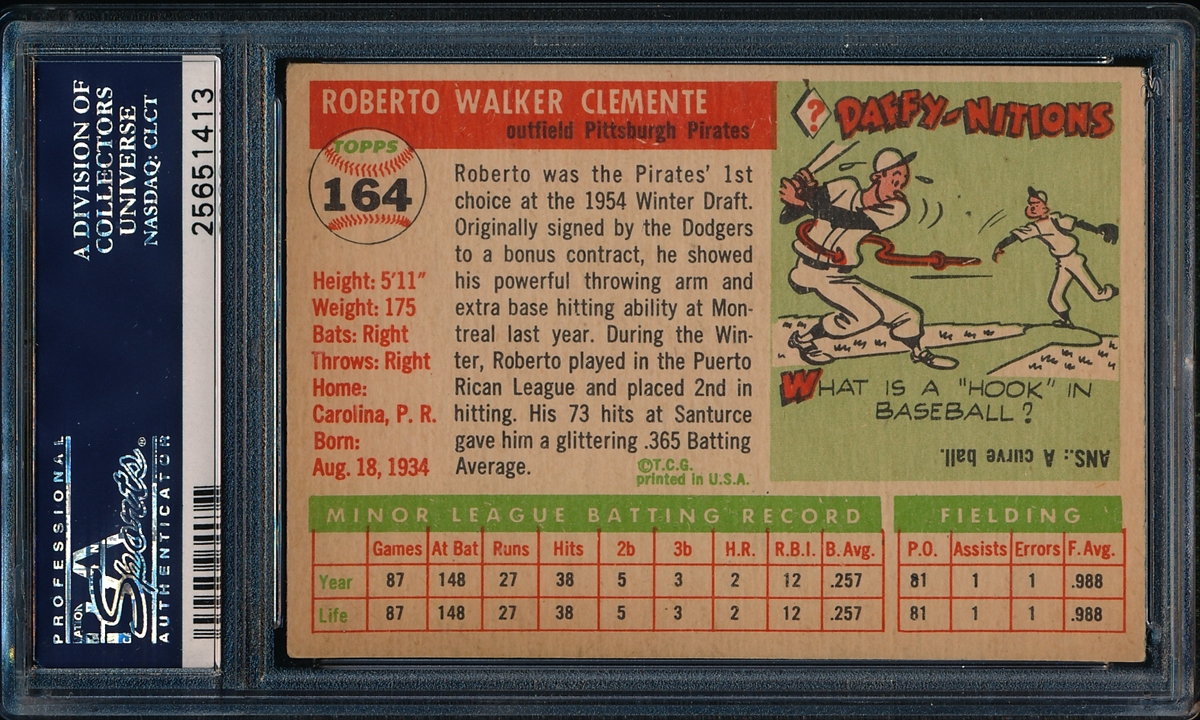 A DIVISION OF
COLLECTORS
UNIVERSE
NASDAQ: CLCT
25651413
PROFESSIONAL
Sports®
AUTHENTICATOR
ROBERTO WALKER CLEMENTE
outfield Pittsburgh Pirates
TOPPS
164
Height: 5'11"
Weight: 175
Bats: Right
Throws: Right
Home:
Carolina, P. R.
Born:
Aug. 18, 1934
Roberto was the Pirates' 1st
choice at the 1954 Winter Draft.
Originally signed by the Dodgers
to a bonus contract, he showed
his powerful throwing arm and
extra base hitting ability at Mon-
treal last year. During the Win-
ter, Roberto played in the Puerto
Rican League and placed 2nd in
hitting. His 73 hits at Santurce
gave him a glittering .365 Batting
Average.
©T.C.G.
printed in U.S.A.
? DAFFY-NITIONS
WHAT IS A "HOOK" IN
BASEBALL?
ANS.: A curve ball.
MINOR LEAGUE BATTING RECORD
Games At Bat Runs Hits 2b 3b H.R. R.B.I. B. Avg.
Year 87 148 27 38 5 3 2 12 .257
Life 87 148 27 38 5 3 2 12 .257
FIELDING
P.O. Assists Errors F. Avg.
81 1 1 .988
81 1 1 .988